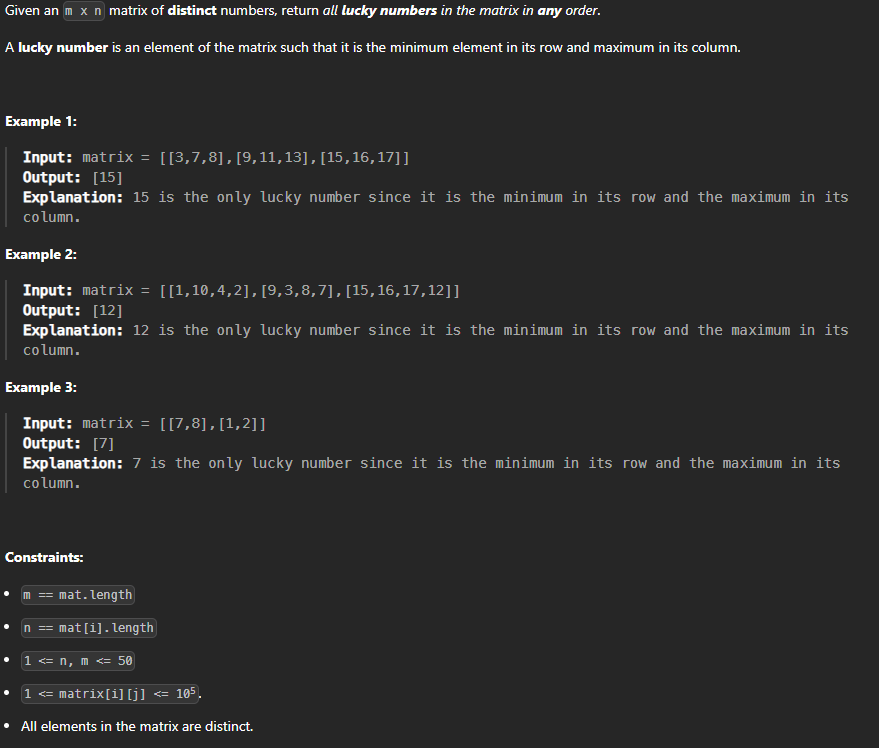 Given an m x n matrix of distinct numbers, return all lucky numbers in the matrix in any order.
A lucky number is an element of the matrix such that it is the minimum element in its row and maximum in its column.
Example 1:
Input: matrix = [[3,7,8],[9,11,13],[15,16,17]]
Output: [15]
Explanation: 15 is the only lucky number since it is the minimum in its row and the maximum in its
column.
Example 2:
Input: matrix = [[1,10,4,2],[9,3,8,7],[15,16,17,12]]
Output: [12]
Explanation: 12 is the only lucky number since it is the minimum in its row and the maximum in its
column.
Example 3:
Input: matrix = [[7,8],[1,2]]
Output: [7]
Explanation: 7 is the only lucky number since it is the minimum in its row and the maximum in its
column.
Constraints:
• m == mat.length
• n == mat[i].length
• 1 <= n, m <= 50
• 1 <= matrix[i][j] <= 10⁵.
• All elements in the matrix are distinct.